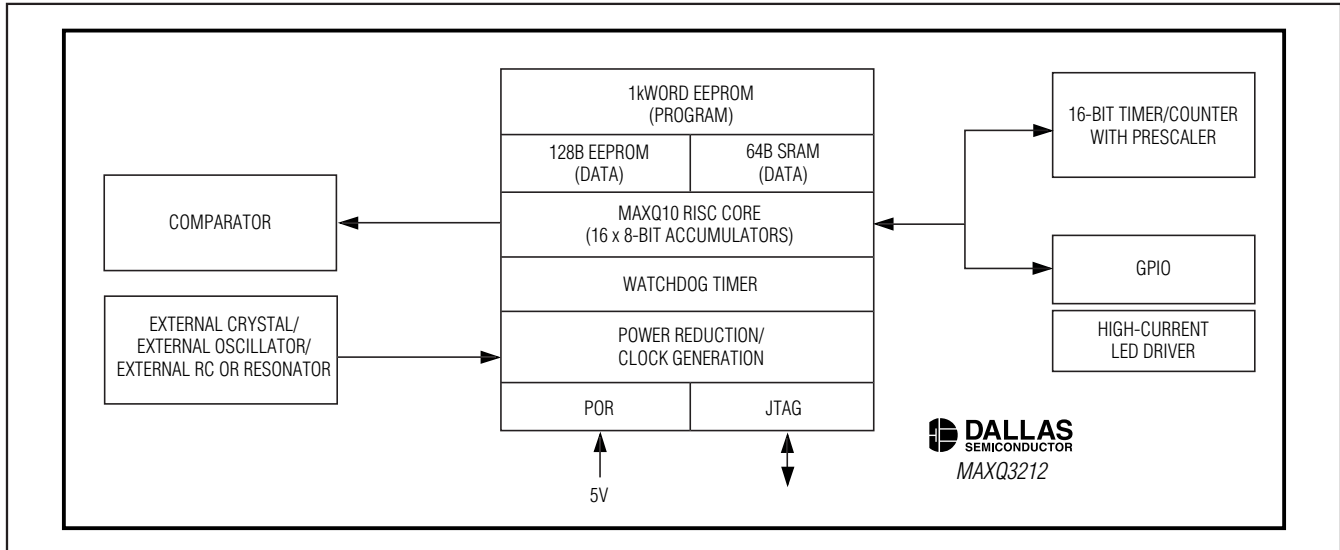 1kWORD EEPROM
(PROGRAM)
128B EEPROM
(DATA)
64B SRAM
(DATA)
MAXQ10 RISC CORE
(16 x 8-BIT ACCUMULATORS)
WATCHDOG TIMER
POWER REDUCTION/
CLOCK GENERATION
POR
JTAG
5V
COMPARATOR
EXTERNAL CRYSTAL/
EXTERNAL OSCILLATOR/
EXTERNAL RC OR RESONATOR
16-BIT TIMER/COUNTER
WITH PRESCALER
GPIO
HIGH-CURRENT
LED DRIVER
DALLAS
SEMICONDUCTOR
MAXQ3212